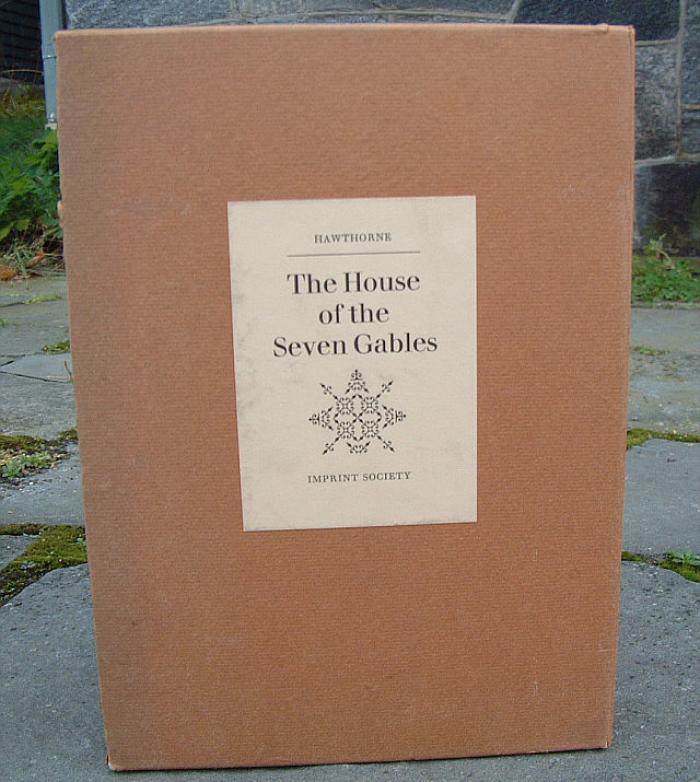 HAWTHORNE
The House
of the
Seven Gables
IMPRINT SOCIETY